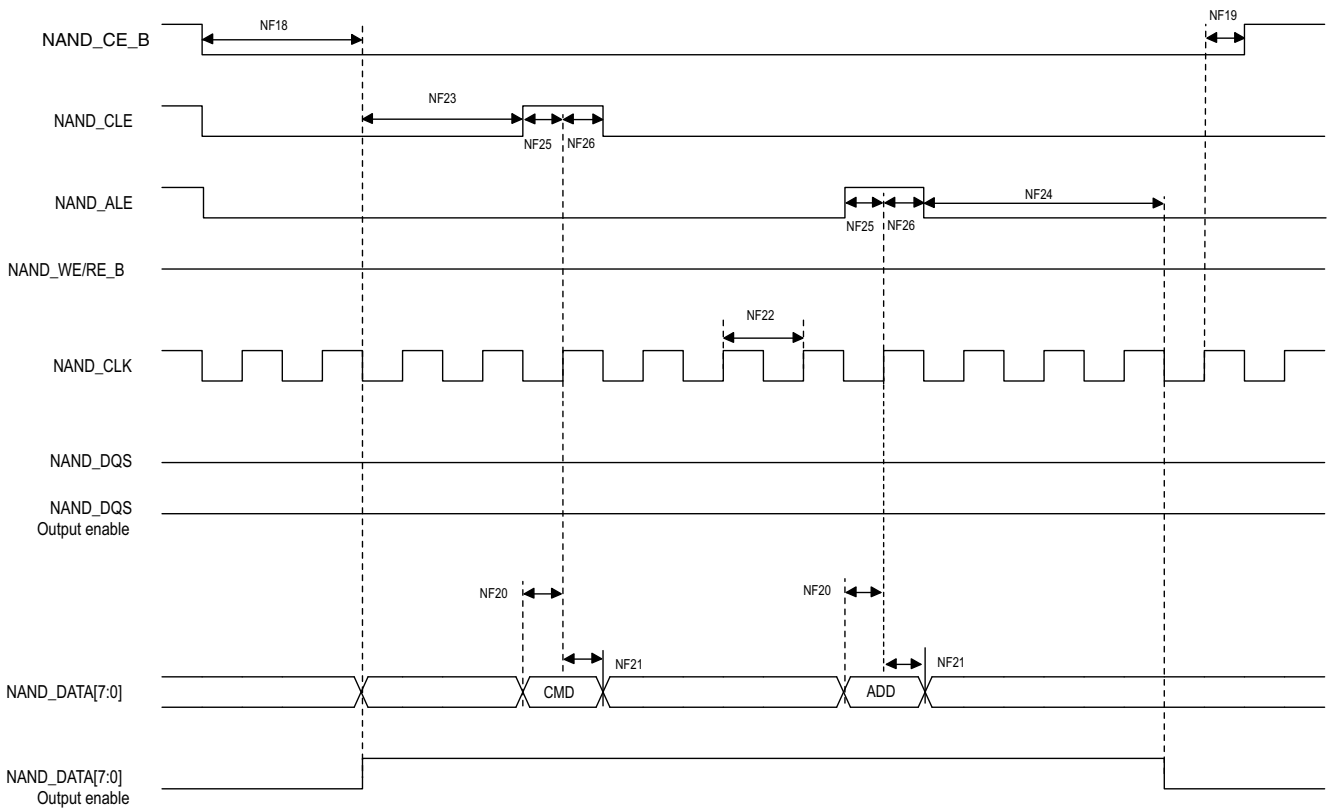 NF18
NF19
NAND_CE_B
NF23
NAND_CLE
NF25 NF26
NAND_ALE
NF24
NF25 NF26
NAND_WE/RE_B
NF22
NAND_CLK
NAND_DQS
NAND_DQS
Output enable
NF20
NF20
NF21
NF21
NAND_DATA[7:0]
CMD
ADD
NAND_DATA[7:0]
Output enable